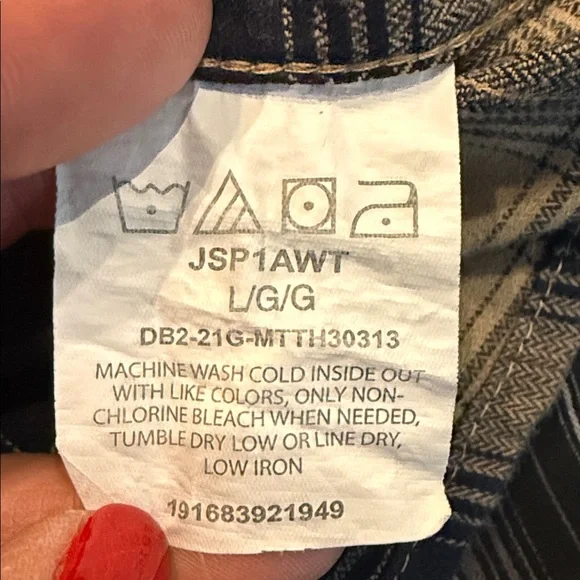 JSP1AWT
L/G/G
DB2-21G-MTTH30313
MACHINE WASH COLD INSIDE OUT
WITH LIKE COLORS, ONLY NON-
CHLORINE BLEACH WHEN NEEDED,
TUMBLE DRY LOW OR LINE DRY,
LOW IRON
191683921949